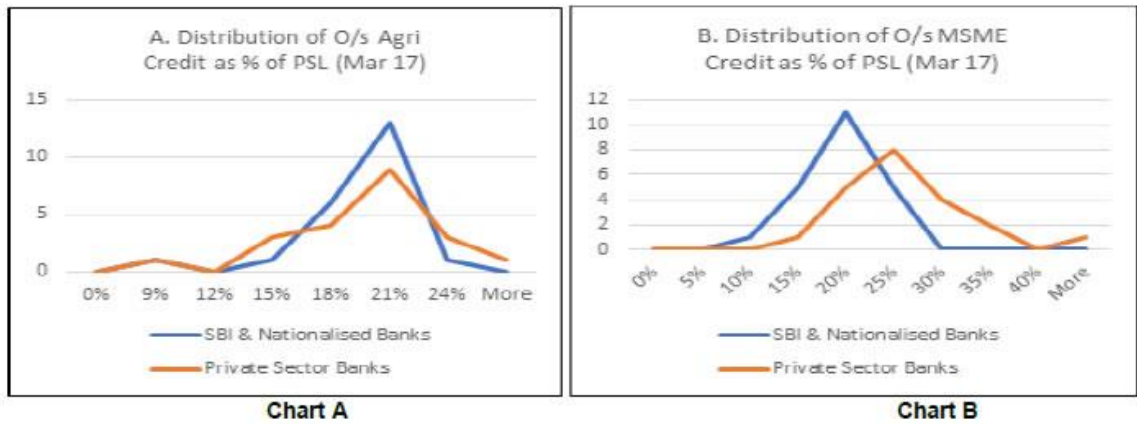 A. Distribution of O/s Agri
Credit as % of PSL (Mar 17)
15
10
5
0
0% 9% 12% 15% 18% 21% 24% More
SBI & Nationalised Banks
Private Sector Banks
Chart A
B. Distribution of O/s MSME
Credit as % of PSL (Mar 17)
12
10
8
6
4
2
0
0% 5% 10% 15% 20% 25% 30% 35% 40% More
SBI & Nationalised Banks
Private Sector Banks
Chart B